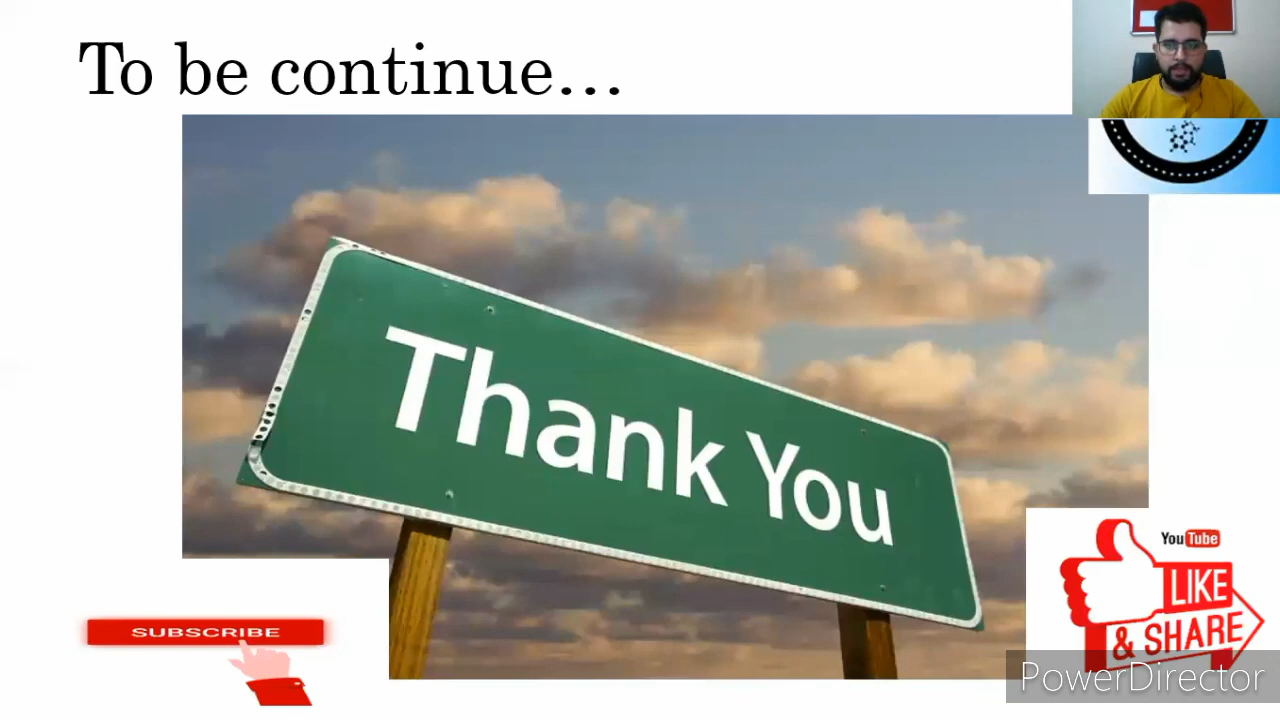 To be continue...
Thank You
SUBSCRIBE
YouTube
LIKE
& SHARE
PowerDirector